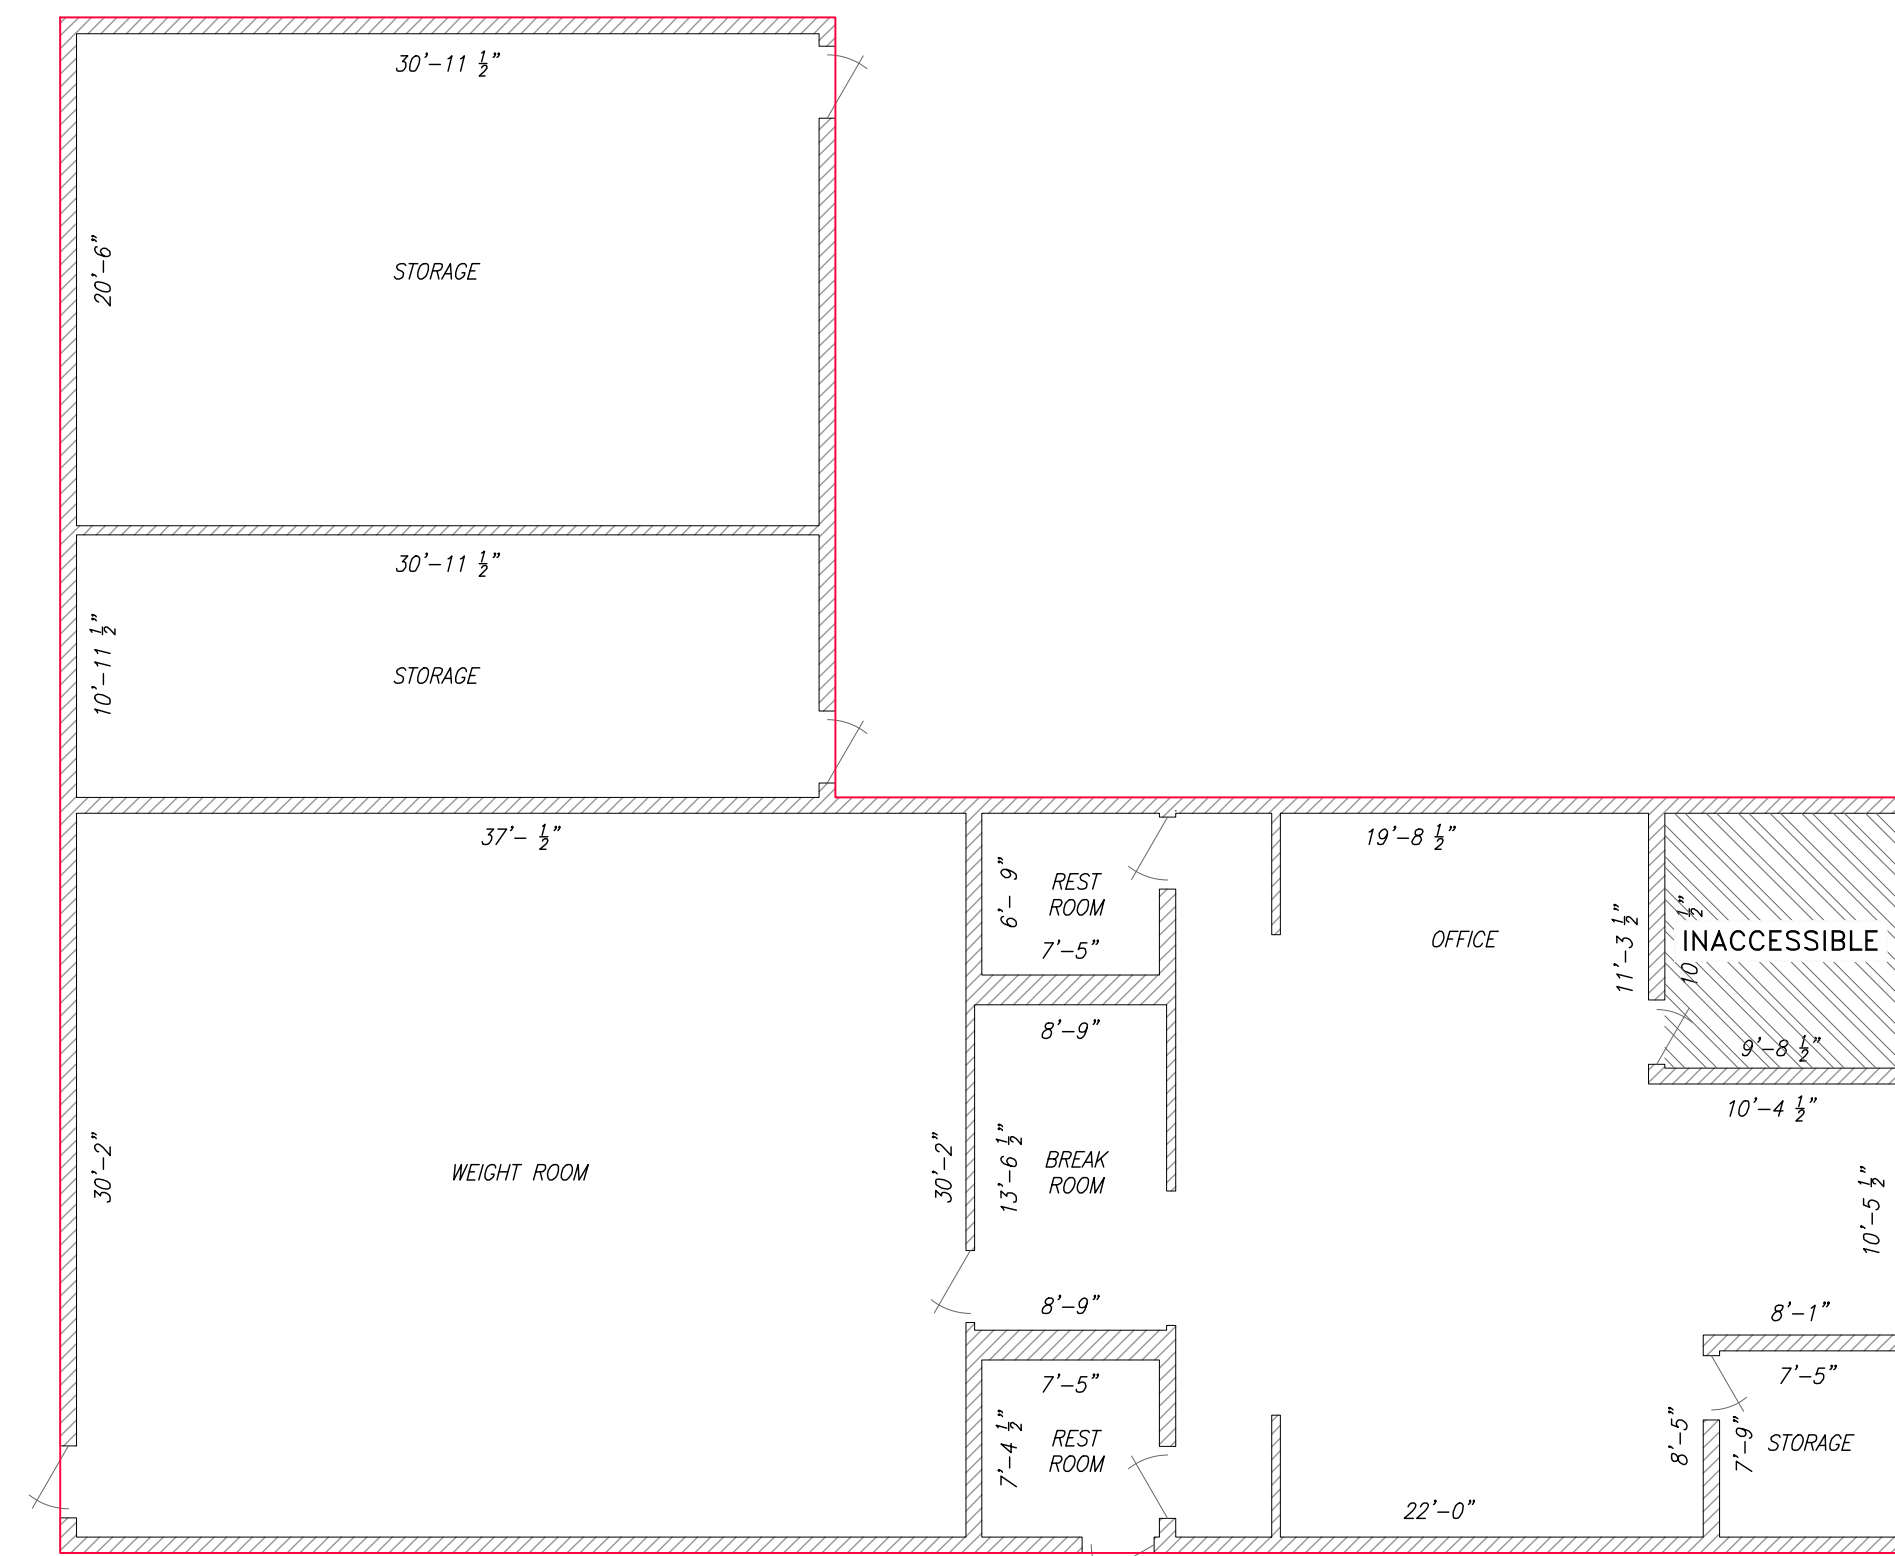 30'-11 1/2"
20'-6"
STORAGE
30'-11 1/2"
10'-11 1/2"
STORAGE
37'- 1/2"
30'-2"
WEIGHT ROOM
30'-2"
6'- 9"
REST
ROOM
7'-5"
8'-9"
13'-6 1/2"
BREAK
ROOM
8'-9"
7'-5"
7'-4 1/2"
REST
ROOM
19'-8 1/2"
OFFICE
11'-3 1/2"
10 1/2"
INACCESSIBLE
9'-8 1/2"
10'-4 1/2"
10'-5 1/2"
8'-1"
7'-5"
8'-5"
7'-9"
STORAGE
22'-0"